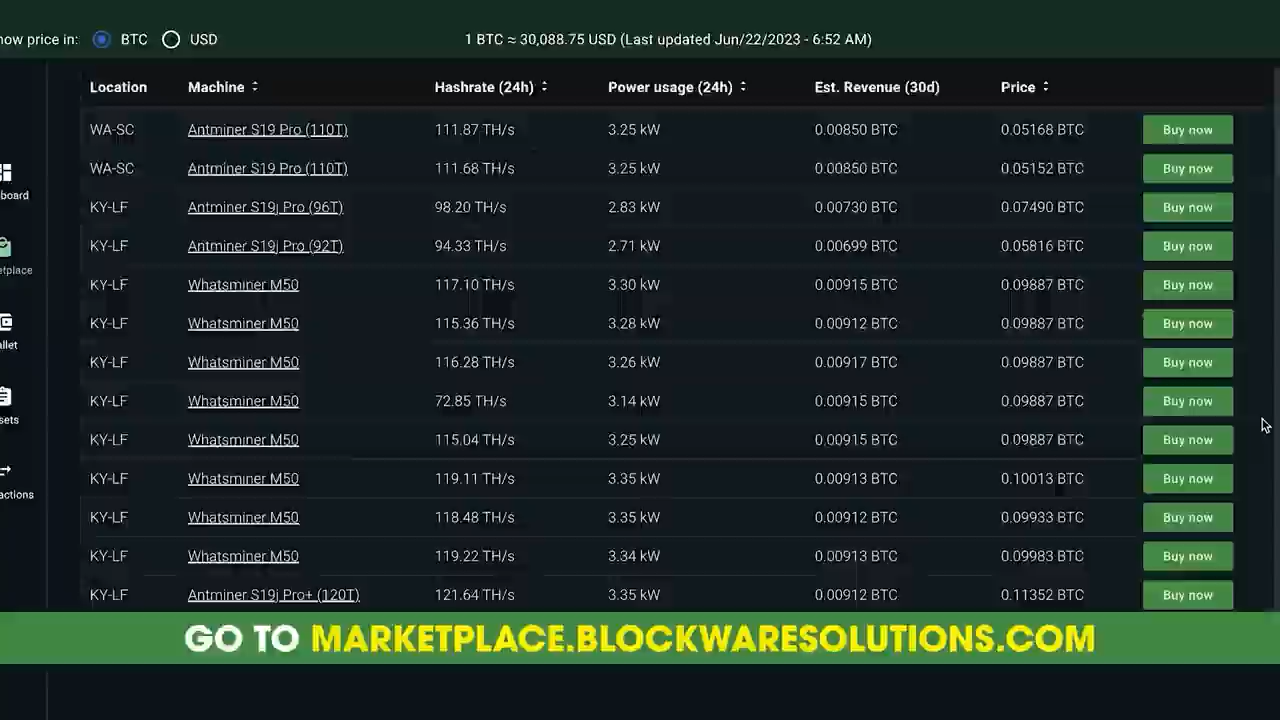 now price in: BTC USD 1 BTC ≈ 30,088.75 USD (Last updated Jun/22/2023 - 6:52 AM)
Location Machine Hashrate (24h) Power usage (24h) Est. Revenue (30d) Price
WA-SC Antminer S19 Pro (110T) 111.87 TH/s 3.25 kW 0.00850 BTC 0.05168 BTC Buy now
WA-SC Antminer S19 Pro (110T) 111.68 TH/s 3.25 kW 0.00850 BTC 0.05152 BTC Buy now
board
KY-LF Antminer S19j Pro (96T) 98.20 TH/s 2.83 kW 0.00730 BTC 0.07490 BTC Buy now
KY-LF Antminer S19j Pro (92T) 94.33 TH/s 2.71 kW 0.00699 BTC 0.05816 BTC Buy now
etplace
KY-LF Whatsminer M50 117.10 TH/s 3.30 kW 0.00915 BTC 0.09887 BTC Buy now
KY-LF Whatsminer M50 115.36 TH/s 3.28 kW 0.00912 BTC 0.09887 BTC Buy now
allet
KY-LF Whatsminer M50 116.28 TH/s 3.26 kW 0.00917 BTC 0.09887 BTC Buy now
KY-LF Whatsminer M50 72.85 TH/s 3.14 kW 0.00915 BTC 0.09887 BTC Buy now
sets
KY-LF Whatsminer M50 115.04 TH/s 3.25 kW 0.00915 BTC 0.09887 BTC Buy now
KY-LF Whatsminer M50 119.11 TH/s 3.35 kW 0.00913 BTC 0.10013 BTC Buy now
actions
KY-LF Whatsminer M50 118.48 TH/s 3.35 kW 0.00912 BTC 0.09933 BTC Buy now
KY-LF Whatsminer M50 119.22 TH/s 3.34 kW 0.00913 BTC 0.09983 BTC Buy now
KY-LF Antminer S19j Pro+ (120T) 121.64 TH/s 3.35 kW 0.00912 BTC 0.11352 BTC Buy now
GO TO MARKETPLACE.BLOCKWARESOLUTIONS.COM